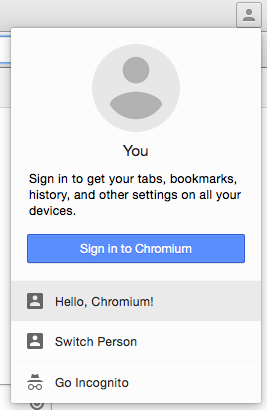 You
Sign in to get your tabs, bookmarks,
history, and other settings on all your
devices.
Sign in to Chromium
Hello, Chromium!
Switch Person
Go Incognito